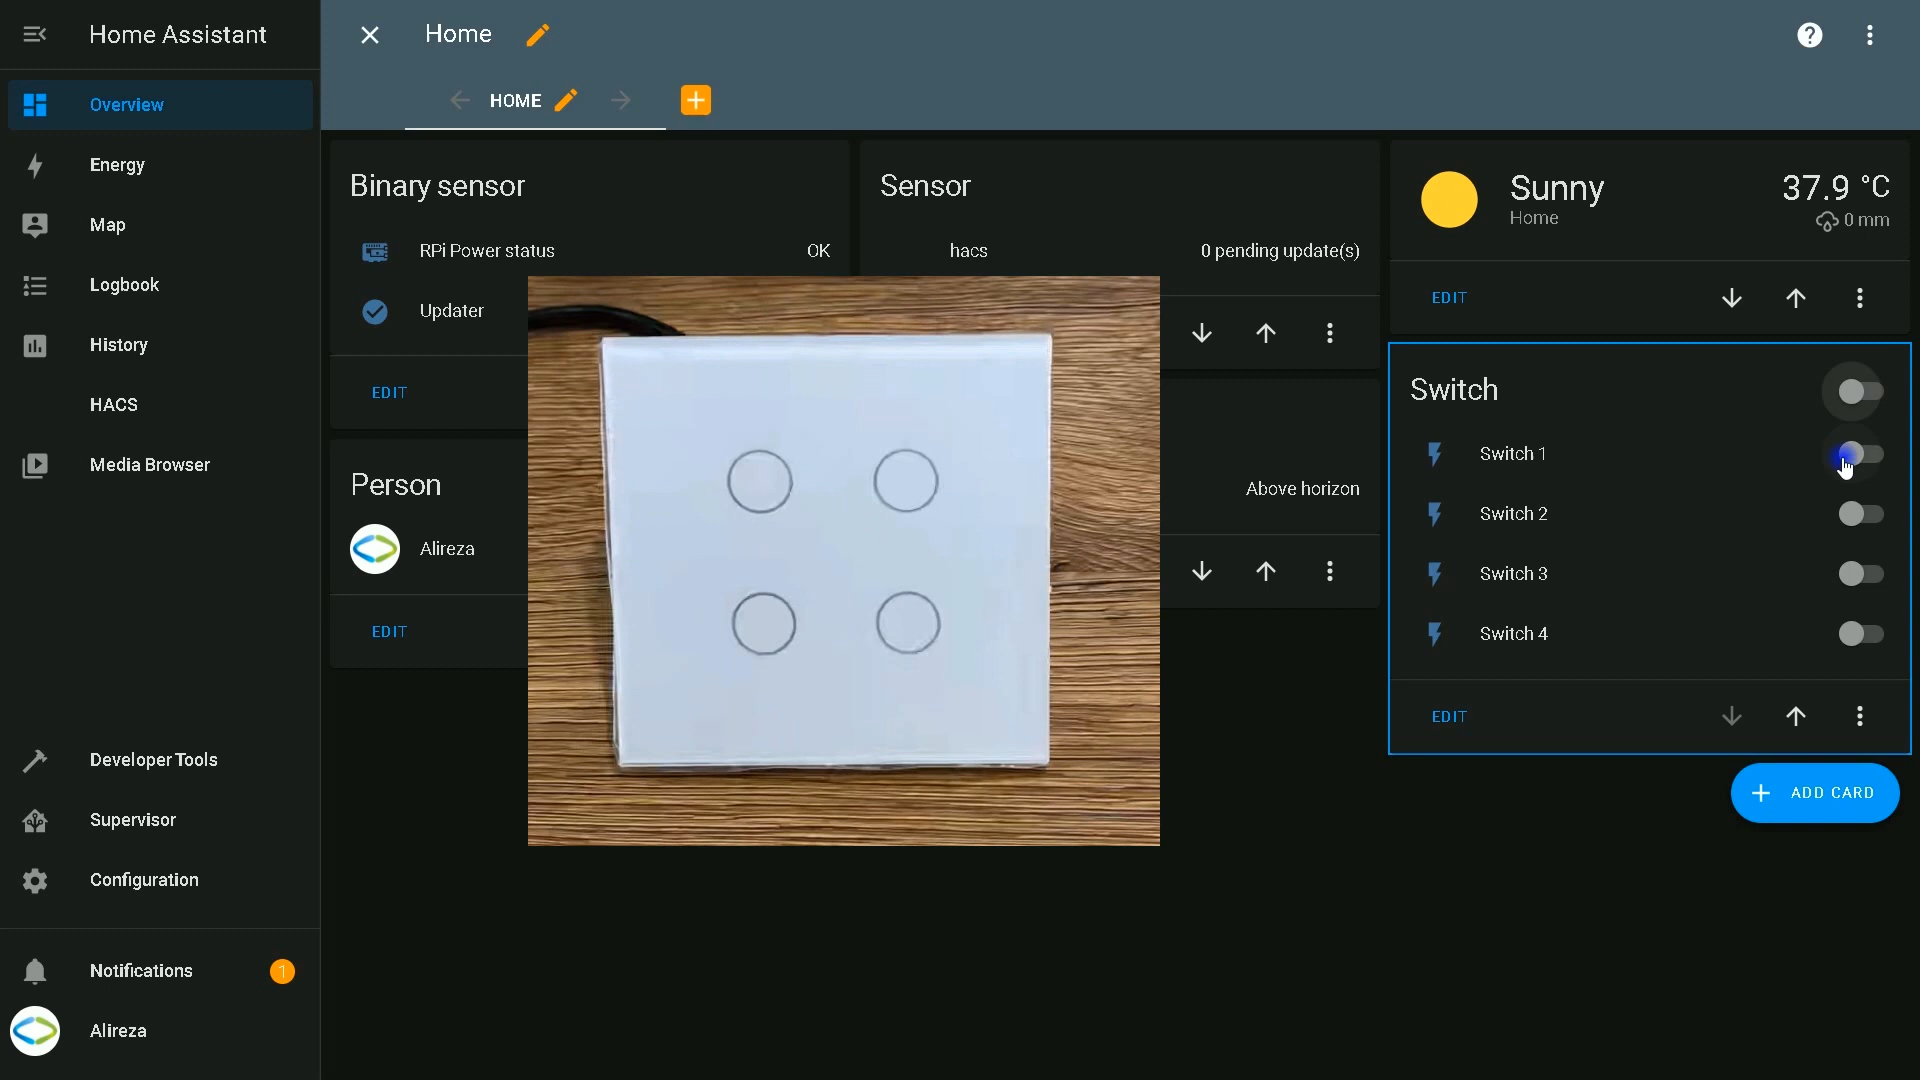 Home Assistant
Overview
Energy
Map
Logbook
History
HACS
Media Browser
Developer Tools
Supervisor
Configuration
Notifications 1
Alireza
Home
HOME
Binary sensor
RPi Power status OK
Updater
EDIT
Person
Alireza
EDIT
Sensor
hacs 0 pending update(s)
Above horizon
Sunny 37.9 °C
Home 0 mm
EDIT
Switch
Switch 1
Switch 2
Switch 3
Switch 4
EDIT
ADD CARD